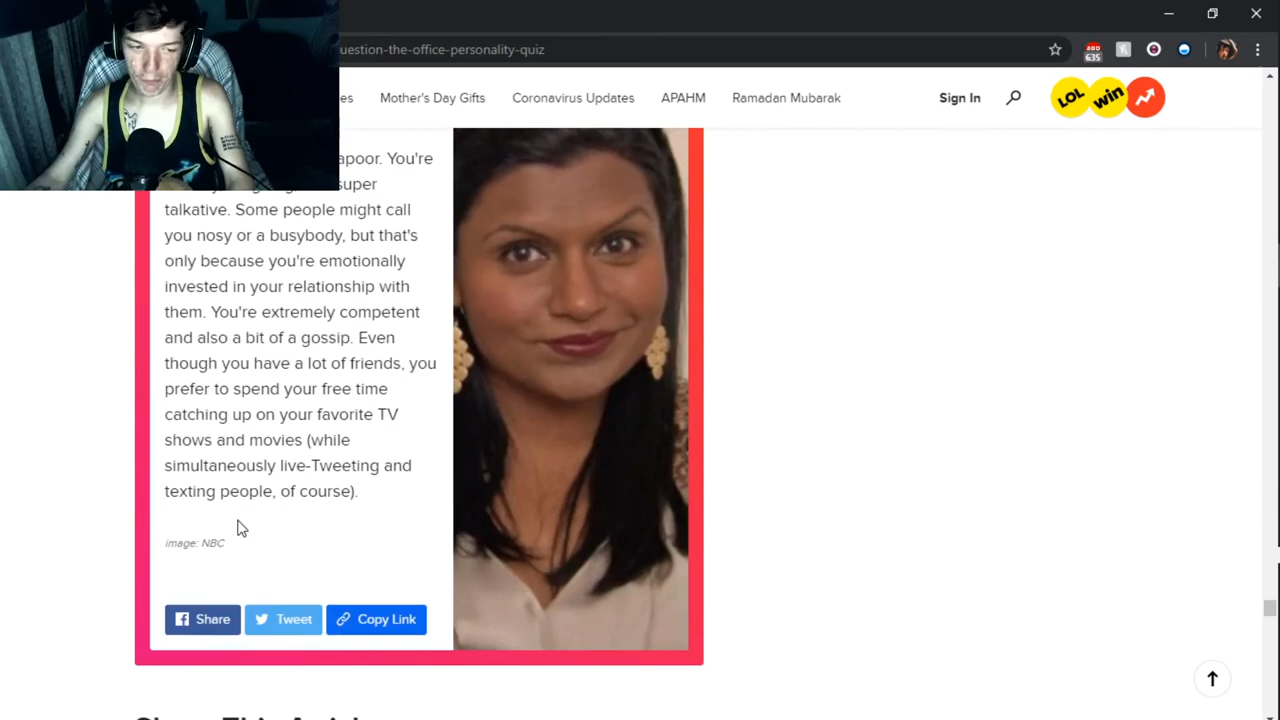 uestion-the-office-personality-quiz
635
es Mother's Day Gifts Coronavirus Updates APAHM Ramadan Mubarak Sign In LOL win
apoor. You're
super
talkative. Some people might call
you nosy or a busybody, but that's
only because you're emotionally
invested in your relationship with
them. You're extremely competent
and also a bit of a gossip. Even
though you have a lot of friends, you
prefer to spend your free time
catching up on your favorite TV
shows and movies (while
simultaneously live-Tweeting and
texting people, of course).
image: NBC
Share Tweet Copy Link